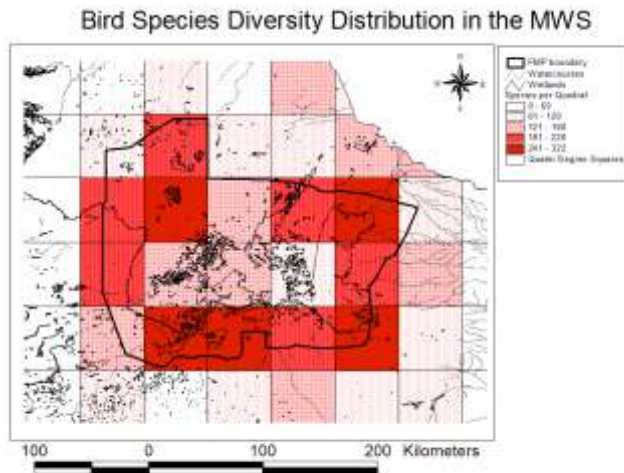 Bird Species Diversity Distribution in the MWS
FMP boundary
Watercourses
Wetlands
Species per Quadrat
0 - 60
61 - 120
121 - 180
181 - 220
241 - 322
Quarter Degree Squares
100 0 100 200 Kilometers